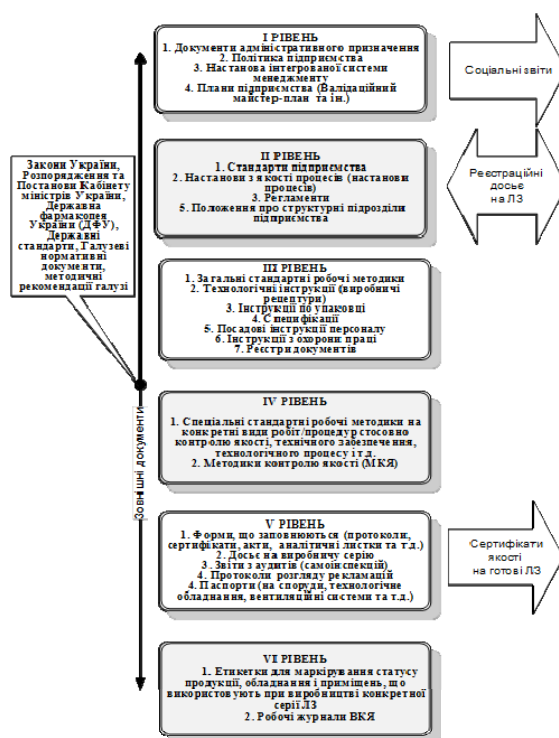 І РІВЕНЬ
1. Документи адміністративного призначення
2. Політика підприємства
3. Настанова інтегрованої системи
менеджменту
4. Плани підприємства (Валідаційний
майстер-план та ін.)
Соціальні звіти
ІІ РІВЕНЬ
1. Стандарти підприємства
2. Настанови з якості процесів (настанови
процесів)
3. Регламенти
5. Положення про структурні підрозділи
підприємства
Реєстраційні
досьє
на ЛЗ
Закони України,
Розпорядження та
Постанови Кабінету
міністрів України,
Державна
фармакопея
України (ДФУ),
Державні
стандарти, Галузеві
нормативні
документи,
методичні
рекомендації галузі
ІІІ РІВЕНЬ
1. Загальні стандартні робочі методики
2. Технологічні інструкції (виробничі
рецептури)
3. Інструкції по упаковці
4. Специфікації
5. Посадові інструкції персоналу
6. Інструкції з охорони праці
7. Реєстри документів
Зовнішні документи
IV РІВЕНЬ
1. Спеціальні стандартні робочі методики на
конкретні види робіт/процедур стосовно
контролю якості, технічного забезпечення,
технологічного процесу і т.д.
2. Методики контролю якості (МКЯ)
V РІВЕНЬ
1. Форми, що заповнюються (протоколи,
сертифікати, акти, аналітичні листки та т.д.)
2. Досьє на виробничу серію
3. Звіти з аудитів (самоінспекцій)
4. Протоколи розгляду рекламацій
4. Паспорти (на споруди, технологічне
обладнання, вентиляційні системи та т.д.)
Сертифікати
якості
на готові ЛЗ
VI РІВЕНЬ
1. Етикетки для маркірування статусу
продукції, обладнання і приміщень, що
використовують при виробництві конкретної
серії ЛЗ
2. Робочі журнали ВКЯ